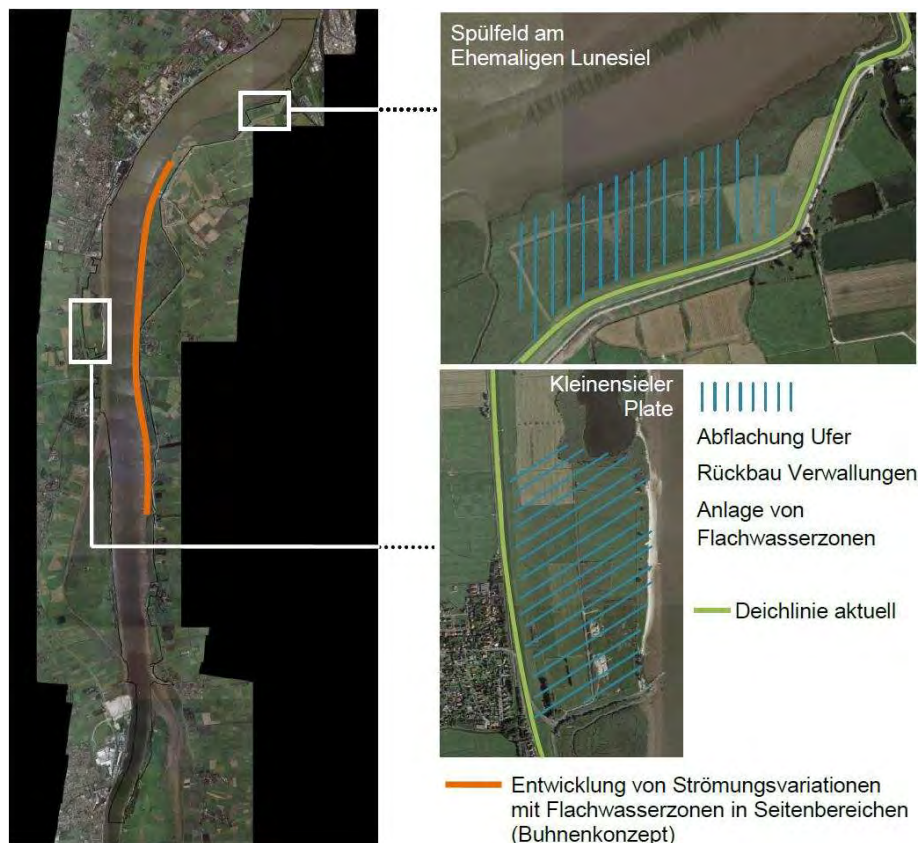 Spülfeld am
Ehemaligen Lunesiel
Kleinensieler
Plate
Abflachung Ufer
Rückbau Verwallungen
Anlage von
Flachwasserzonen
Deichlinie aktuell
Entwicklung von Strömungsvariationen
mit Flachwasserzonen in Seitenbereichen
(Buhnenkonzept)